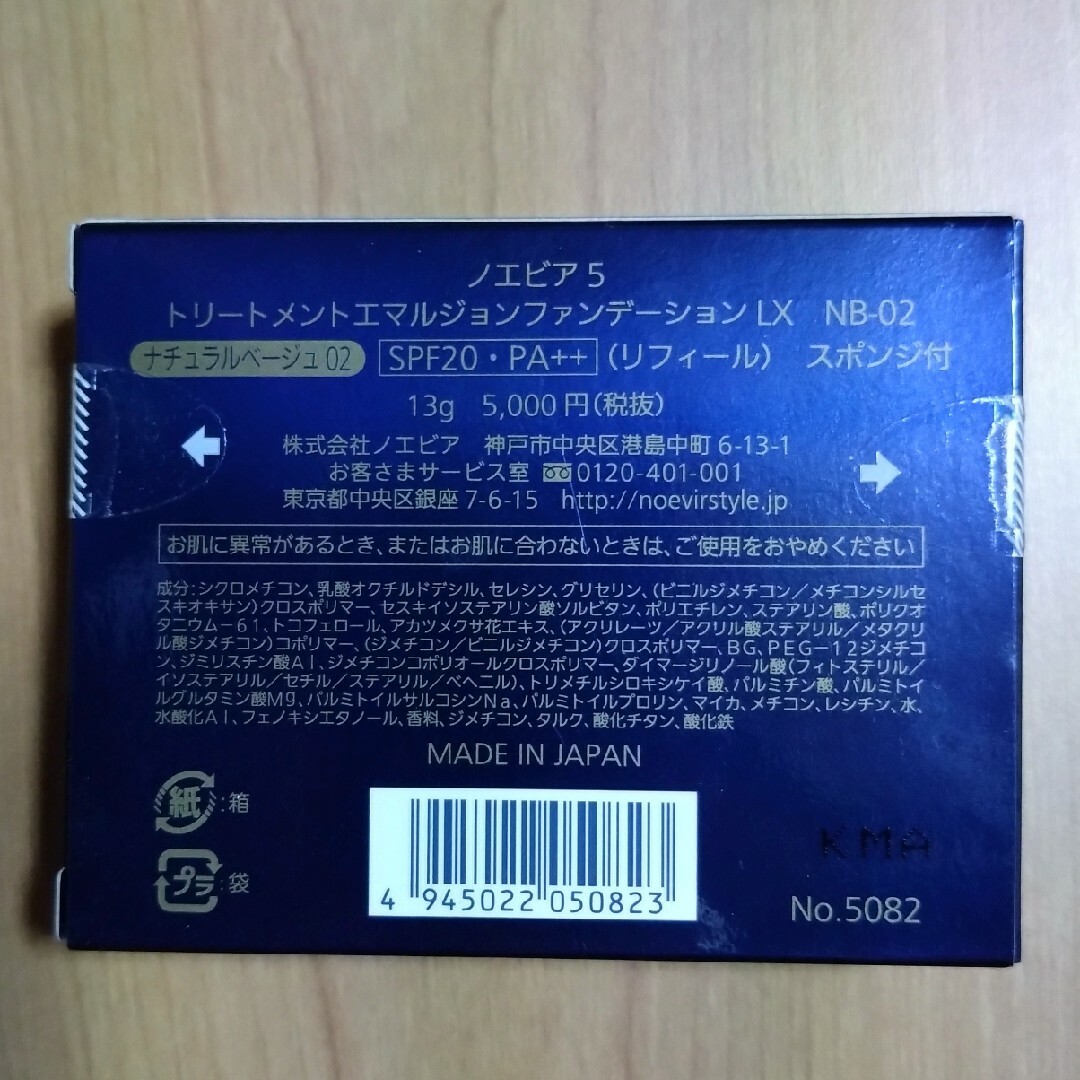 ノエビア 5
トリートメントエマルジョンファンデーション LX NB-02
ナチュラルベージュ 02 SPF20・PA++ (リフィール) スポンジ付
13g 5,000円(税抜)
株式会社ノエビア 神戸市中央区港島中町 6-13-1
お客さまサービス室 0120-401-001
東京都中央区銀座 7-6-15 http://noevirstyle.jp
お肌に異常があるとき、またはお肌に合わないときは、ご使用をおやめください
成分:シクロメチコン、乳酸オクチルドデシル、セレシン、グリセリン、(ビニルジメチコン/メチコンシルセ
スキオキサン)クロスポリマー、セスキイソステアリン酸ソルビタン、ポリエチレン、ステアリン酸、ポリクオ
タニウム-61、トコフェロール、アカツメクサ花エキス、(アクリレーツ/アクリル酸ステアリル/メタクリ
ル酸ジメチコン)コポリマー、(ジメチコン/ビニルジメチコン)クロスポリマー、BG、PEG-12ジメチコ
ン、ジミリスチン酸Al、ジメチコンコポリオールクロスポリマー、ダイマージリノール酸(フィトステリル/
イソステアリル/セチル/ステアリル/ベヘニル)、トリメチルシロキシケイ酸、パルミチン酸、パルミトイ
ルグルタミン酸Mg、パルミトイルサルコシンNa、パルミトイルプロリン、マイカ、メチコン、レシチン、水、
水酸化Al、フェノキシエタノール、香料、ジメチコン、タルク、酸化チタン、酸化鉄
MADE IN JAPAN
紙:箱
プラ:袋
4 945022 050823
KMA
No.5082